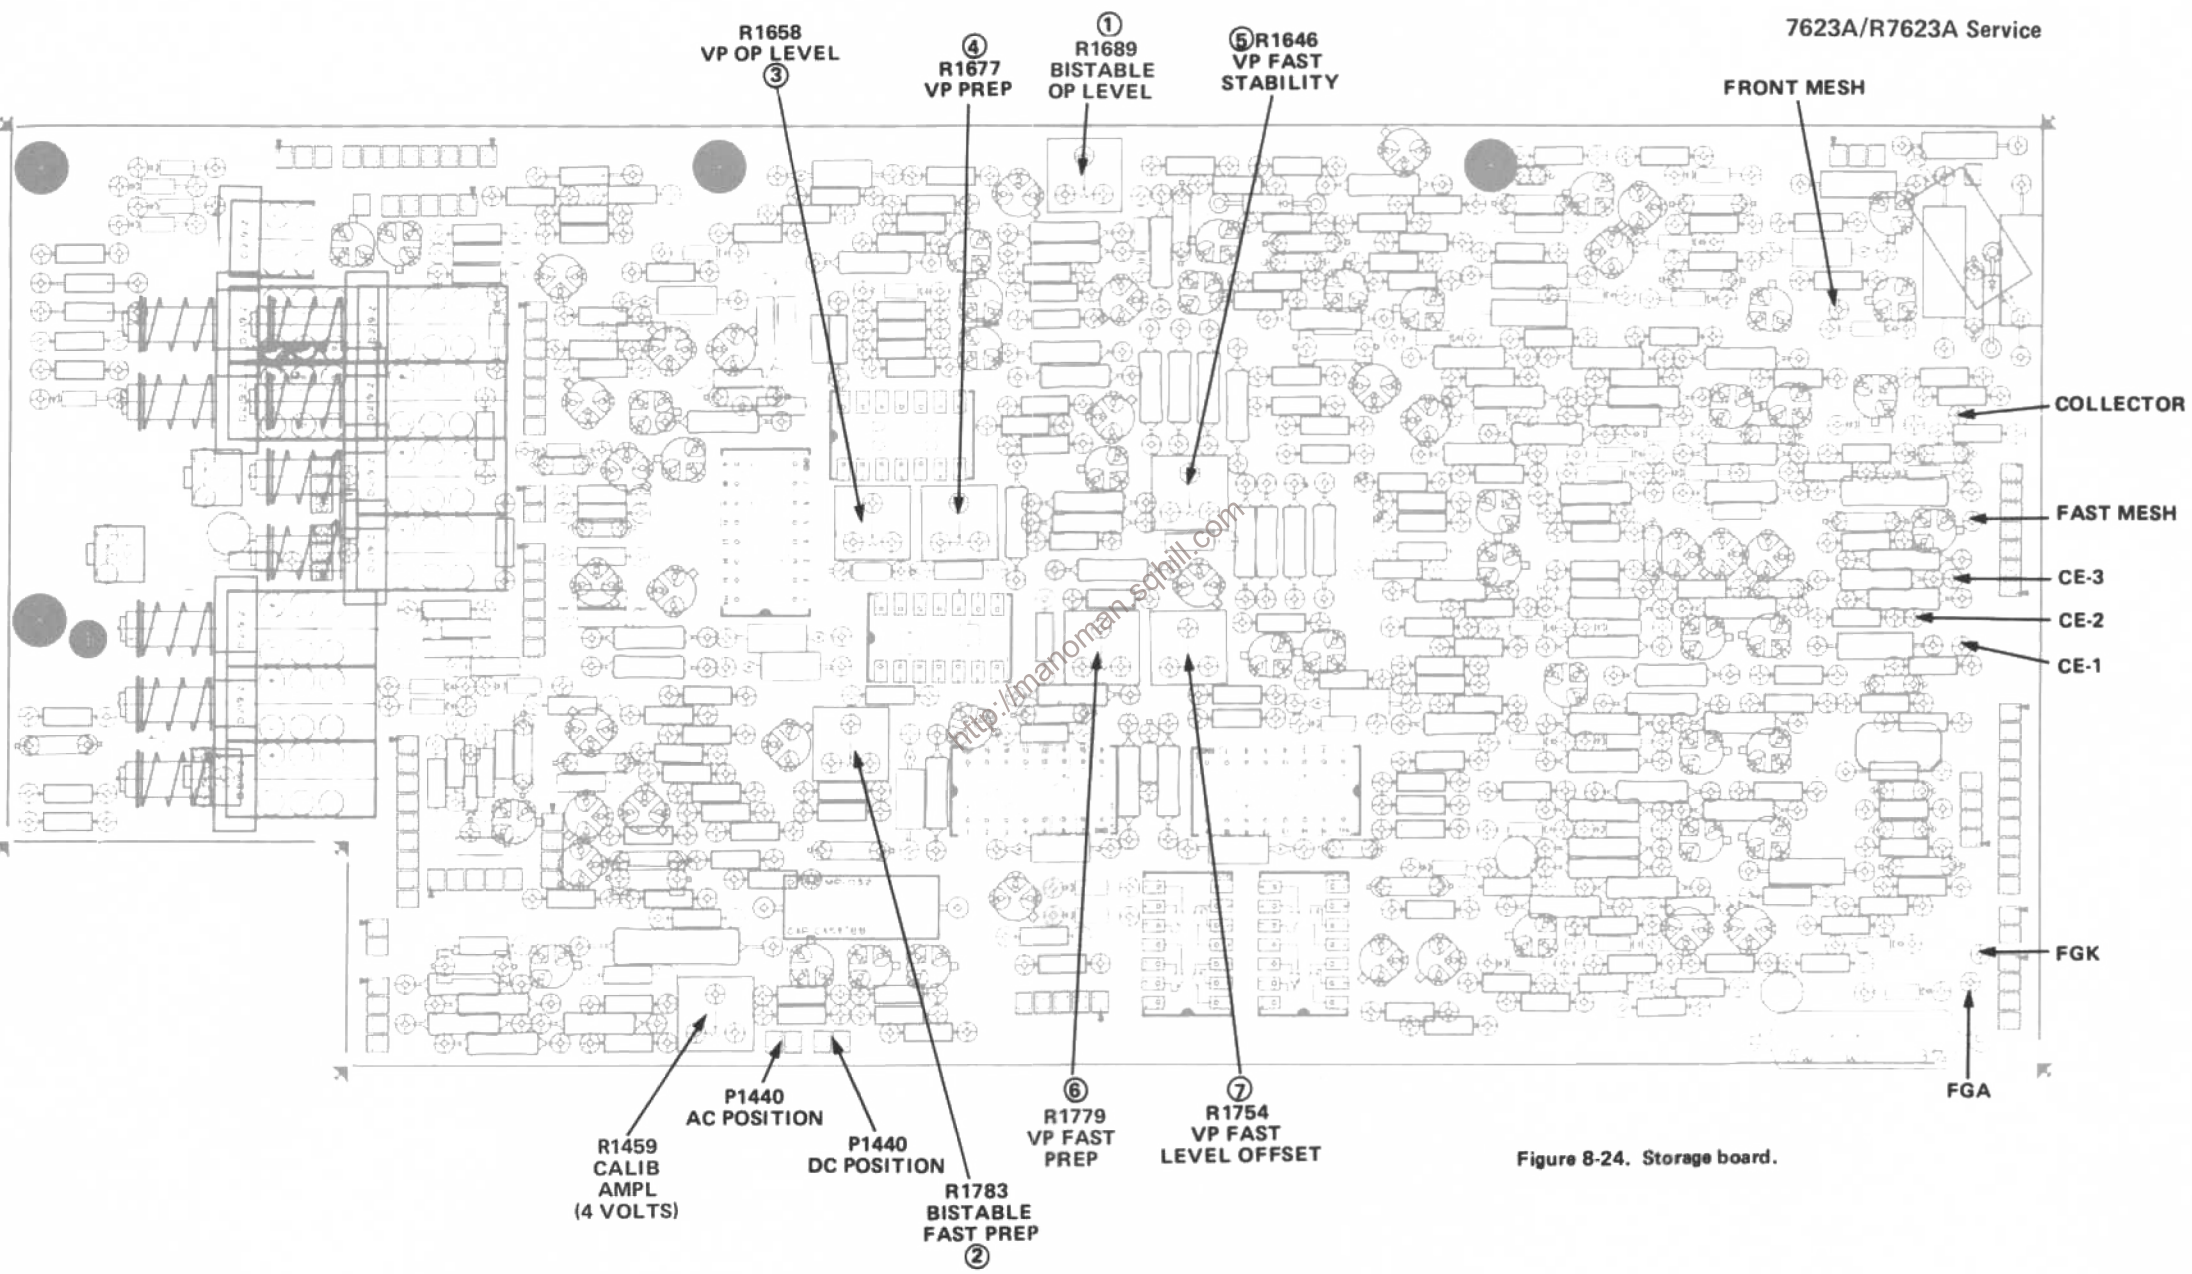 7623A/R7623A Service
R1658
VP OP LEVEL
③
④
R1677
VP PREP
①
R1689
BISTABLE
OP LEVEL
⑤R1646
VP FAST
STABILITY
FRONT MESH
COLLECTOR
FAST MESH
CE-3
CE-2
CE-1
FGK
FGA
http://manoman.sqhill.com
R1459
CALIB
AMPL
(4 VOLTS)
P1440
AC POSITION
P1440
DC POSITION
R1783
BISTABLE
FAST PREP
②
⑥
R1779
VP FAST
PREP
⑦
R1754
VP FAST
LEVEL OFFSET
Figure 8-24. Storage board.